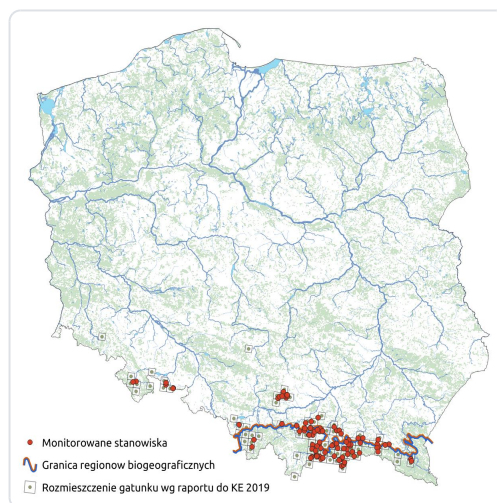 Monitorowane stanowiska
Granica regionow biogeograficznych
Rozmieszczenie gatunku wg raportu do KE 2019